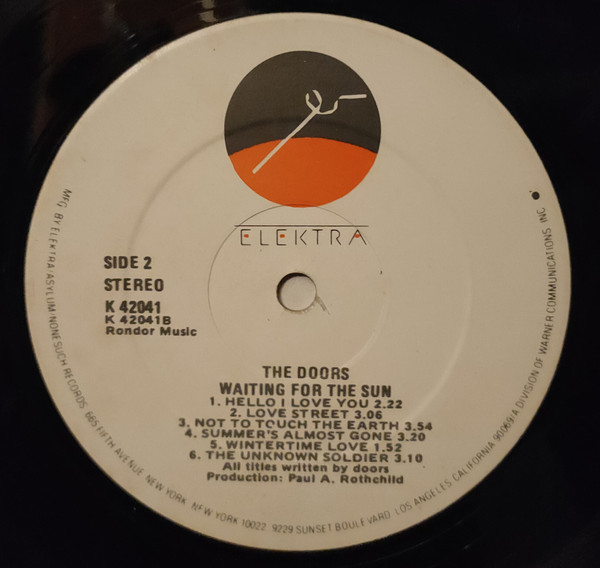 ELEKTRA
SIDE 2
STEREO
K 42041
K 42041B
Rondor Music
THE DOORS
WAITING FOR THE SUN
1. HELLO I LOVE YOU 2.22
2. LOVE STREET 3.06
3. NOT TO TOUCH THE EARTH 3.54
4. SUMMER'S ALMOST GONE 3.20
5. WINTERTIME LOVE 1.52
6. THE UNKNOWN SOLDIER 3.10
All titles written by doors
Production: Paul A. Rothchild
MFG. BY ELEKTRA/ASYLUM/NONESUCH RECORDS, 665 FIFTH AVENUE, NEW YORK, NEW YORK 10022 9229 SUNSET BOULEVARD, LOS ANGELES, CALIFORNIA 90069/A DIVISION OF WARNER COMMUNICATIONS INC